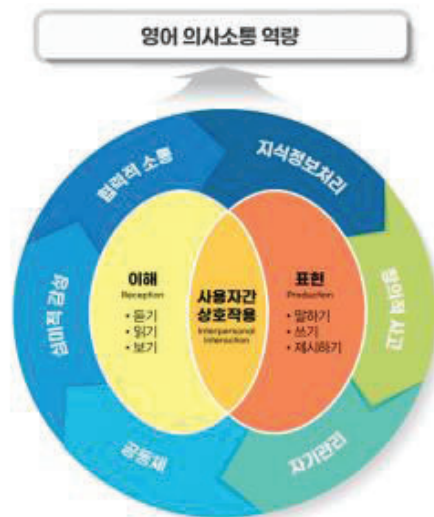 영어 의사소통 역량
협력적 소통
지식정보처리
심미적 감성
창의적 사고
이해
Reception
• 듣기
• 읽기
• 보기
사용자간
상호작용
Interpersonal
Interaction
표현
Production
• 말하기
• 쓰기
• 제시하기
공동체
자기관리